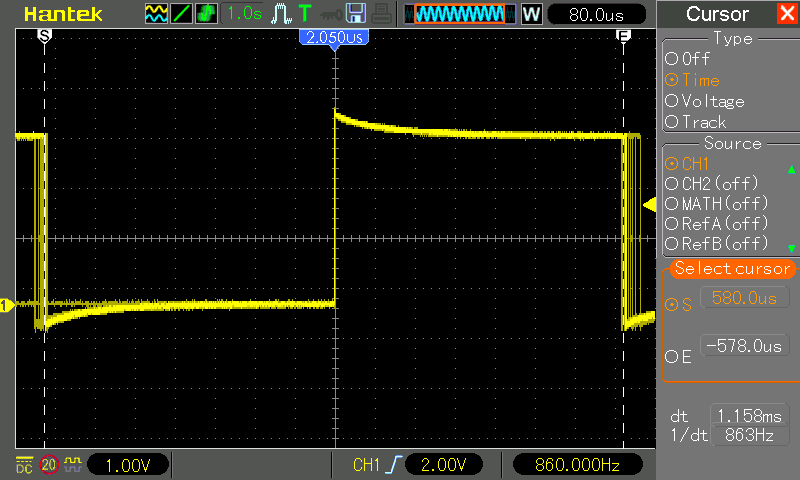 Hantek 1.0s T W 80.0us
S 2.050us E
1
Cursor
Type
Off
Time
Voltage
Track
Source
CH1
CH2(off)
MATH(off)
RefA(off)
RefB(off)
Select cursor
S 580.0us
E -578.0us
dt 1.158ms
1/dt 863Hz
DC 20 1.00V CH1 2.00V 860.000Hz